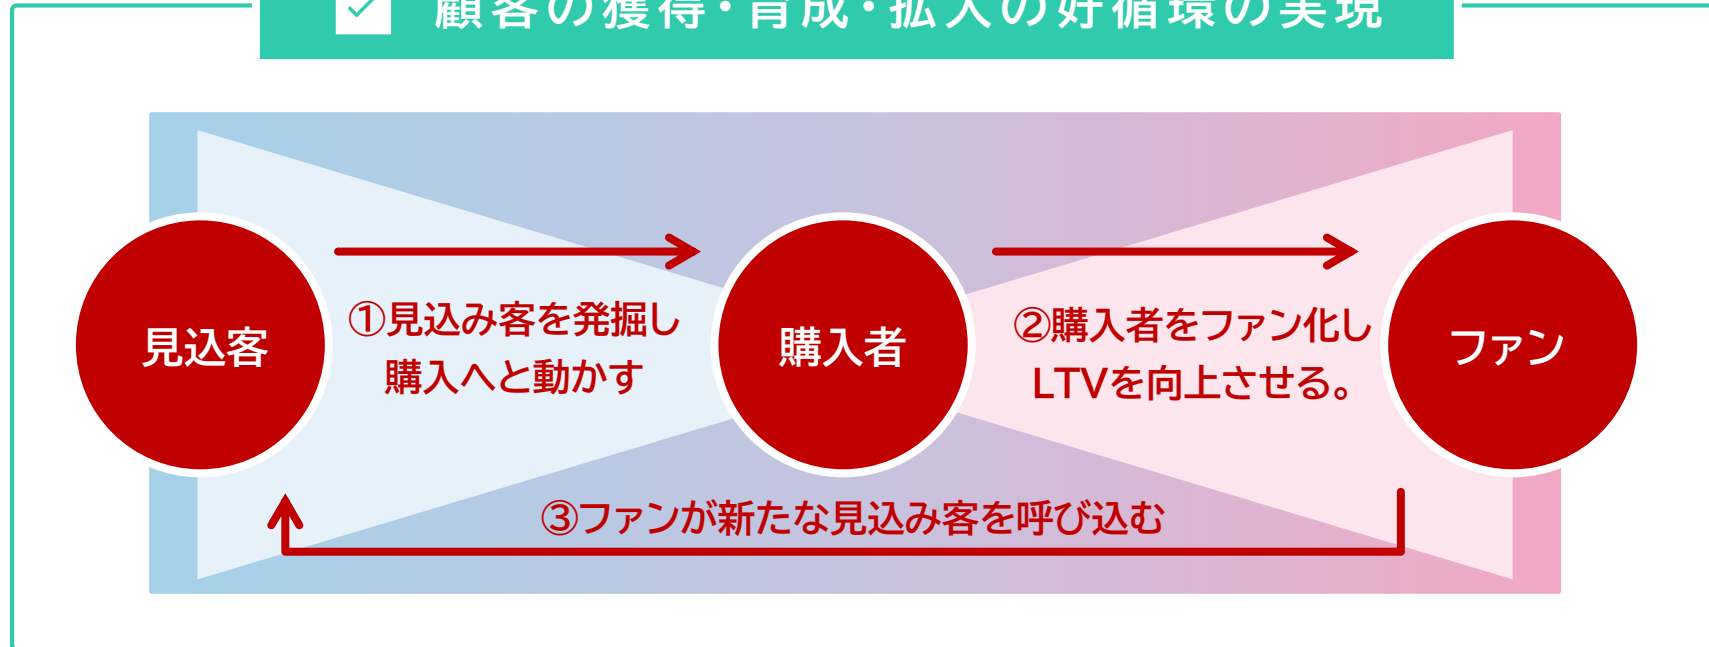 顧客の獲得・育成・拡大の好循環の実現
①見込み客を発掘し
購入へと動かす
②購入者をファン化し
LTVを向上させる。
見込客
購入者
ファン
③ファンが新たな見込み客を呼び込む